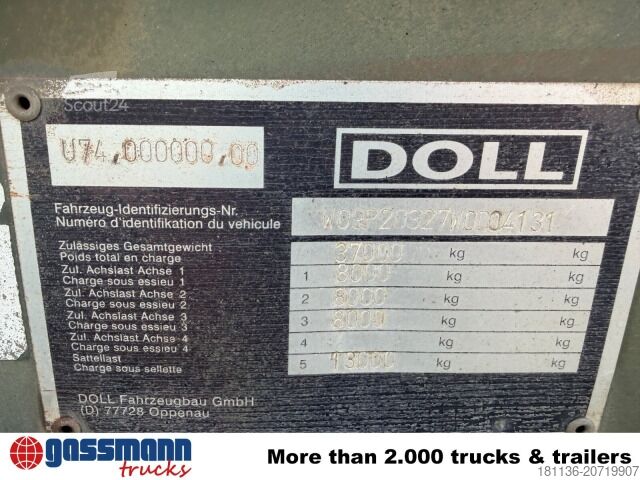 Scout24
U74,000000,00
DOLL
Fahrzeug-Identifizierungs-Nr.
Numéro d'identifikation du vehicule
Zulässiges Gesamtgewicht
Poids total en charge
37000 kg kg
Zul. Achslast Achse 1
Charge sous essieu 1
1 8000 kg kg
Zul. Achslast Achse 2
Charge sous essieu 2
2 8000 kg kg
Zul. Achslast Achse 3
Charge sous essieu 3
3 8000 kg kg
Zul. Achslast Achse 4
Charge sous essieu 4
4 kg kg
Sattellast
Charge sous sellette
5 13000 kg kg
DOLL Fahrzeugbau GmbH
(D) 77728 Oppenau
gassmann
trucks
More than 2.000 trucks & trailers
181136-20719907